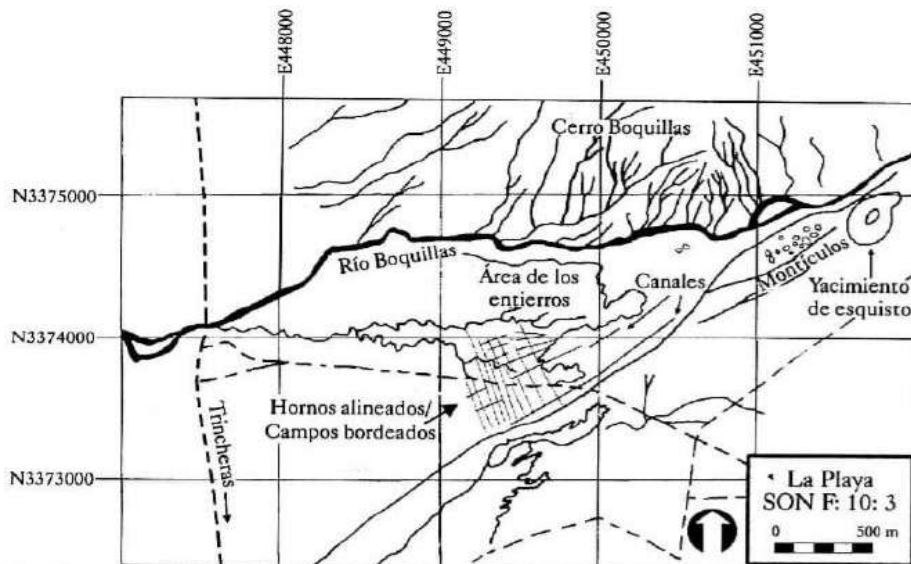 E448000
E449000
E450000
E451000
Cerro Boquillas
N3375000
Río Boquillas
Área de los
entierros
Canales
Montículos
Yacimiento
de esquisto
N3374000
Hornos alineados/
Campos bordeados
Trincheras
N3373000
La Playa
SON F: 10: 3
0 500 m